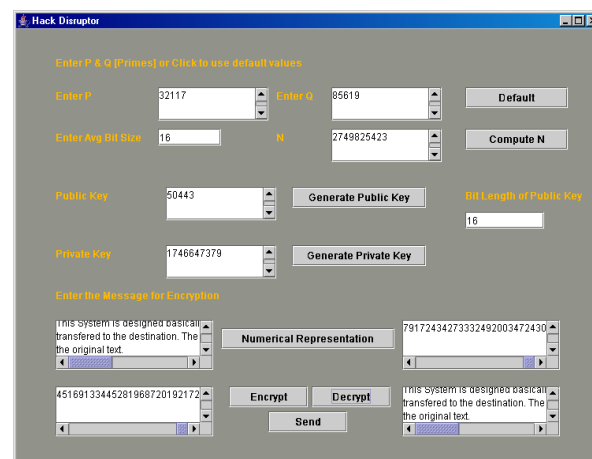 Hack Disruptor
Enter P & Q [Primes] or Click to use default values
Enter P 32117 Enter Q 85619 Default
Enter Avg Bit Size 16 N 2749825423 Compute N
Public Key 50443 Generate Public Key Bit Length of Public Key
16
Private Key 1746647379 Generate Private Key
Enter the Message for Encryption
This System is designed basicall
transfered to the destination. The
the original text.
Numerical Representation
79172434273332492003472430
451691334452819687201921 72
Encrypt Decrypt
Send
This System is designed basicall
transfered to the destination. The
the original text.